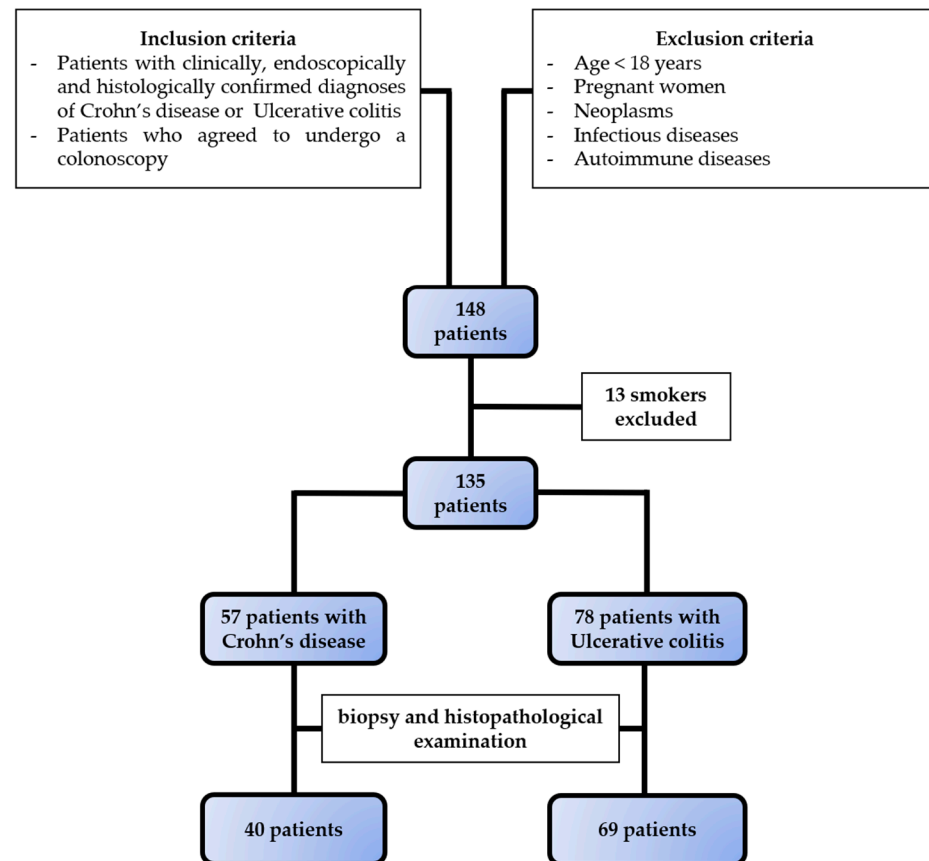 Inclusion criteria
- Patients with clinically, endoscopically
and histologically confirmed diagnoses
of Crohn's disease or Ulcerative colitis
- Patients who agreed to undergo a
colonoscopy
Exclusion criteria
- Age < 18 years
- Pregnant women
- Neoplasms
- Infectious diseases
- Autoimmune diseases
148
patients
13 smokers
excluded
135
patients
57 patients with
Crohn's disease
78 patients with
Ulcerative colitis
biopsy and histopathological
examination
40 patients
69 patients